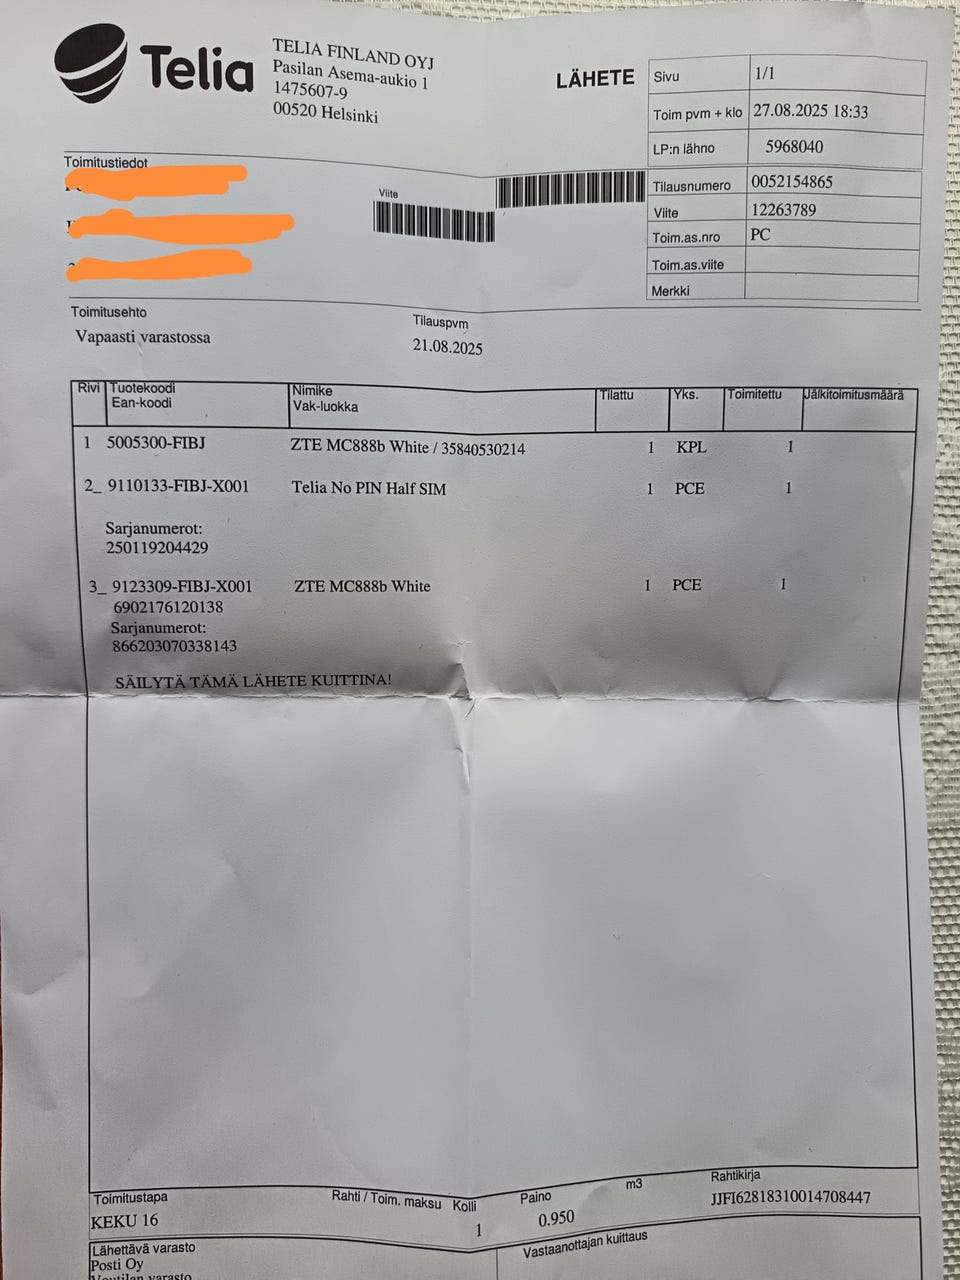 Telia
TELIA FINLAND OYJ
Pasilan Asema-aukio 1
1475607-9
00520 Helsinki
LÄHETE
Sivu 1/1
Toim pvm + klo 27.08.2025 18:33
LP:n lähno 5968040
Tilausnumero 0052154865
Viite 12263789
Toim.as.nro PC
Toim.as.viite
Merkki
Toimitustiedot
Viite
Toimitusehto
Vapaasti varastossa
Tilauspvm
21.08.2025
Rivi Tuotekoodi Nimike Tilattu Yks. Toimitettu Jälkitoimitusmäärä
Ean-koodi Vak-luokka
1 5005300-FIBJ ZTE MC888b White / 35840530214 1 KPL 1
2_ 9110133-FIBJ-X001 Telia No PIN Half SIM 1 PCE 1
Sarjanumerot:
250119204429
3_ 9123309-FIBJ-X001 ZTE MC888b White 1 PCE 1
6902176120138
Sarjanumerot:
866203070338143
SÄILYTÄ TÄMÄ LÄHETE KUITTINA!
Toimitustapa Rahti / Toim. maksu Kolli Paino m3 Rahtikirja
KEKU 16 1 0.950 JJFI62818310014708447
Lähettävä varasto Vastaanottajan kuittaus
Posti Oy
Voutilan varasto